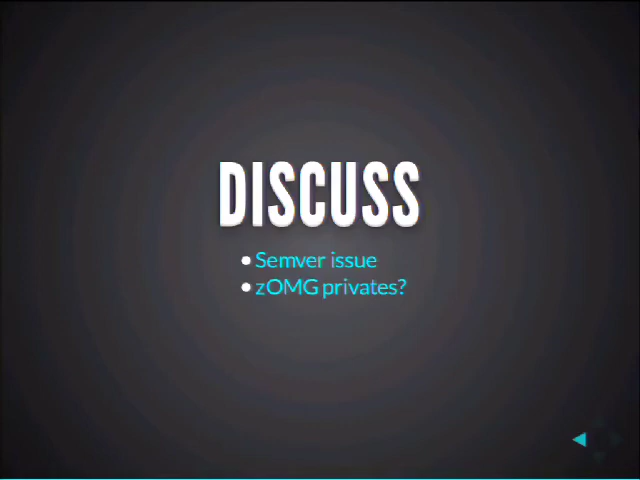 DISCUSS
• Semver issue
• zOMG privates?